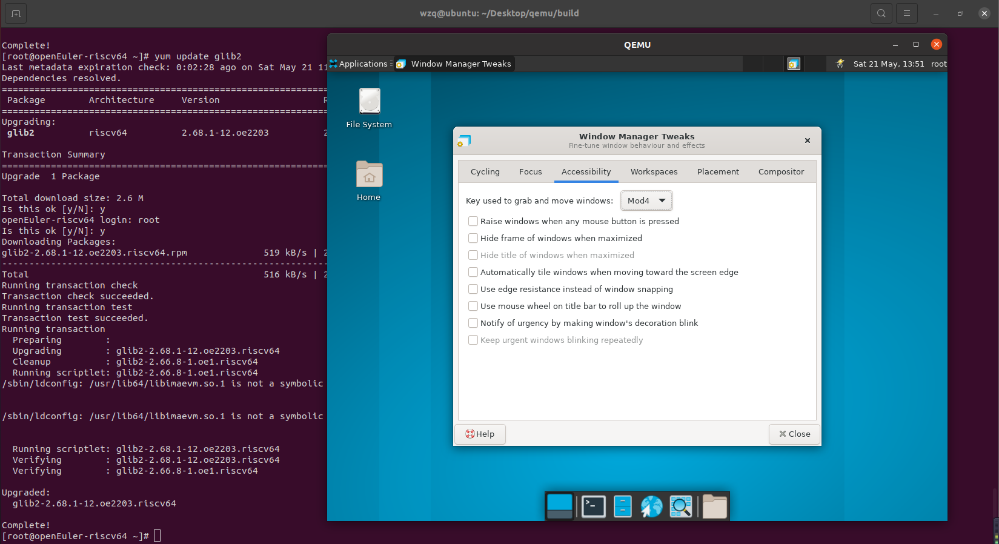 wzq@ubuntu: ~/Desktop/qemu/build
Complete!
[root@openEuler-riscv64 ~]# yum update glib2
Last metadata expiration check: 0:02:28 ago on Sat May 21 11
Dependencies resolved.
================================================================
Package Architecture Version R
================================================================
Upgrading:
glib2 riscv64 2.68.1-12.oe2203 2
Transaction Summary
================================================================
Upgrade 1 Package
Total download size: 2.6 M
Is this ok [y/N]: y
openEuler-riscv64 login: root
Is this ok [y/N]: y
Downloading Packages:
glib2-2.68.1-12.oe2203.riscv64.rpm 519 kB/s | 2
----------------------------------------------------------------
Total 516 kB/s | 2
Running transaction check
Transaction check succeeded.
Running transaction test
Transaction test succeeded.
Running transaction
Preparing :
Upgrading : glib2-2.68.1-12.oe2203.riscv64
Cleanup : glib2-2.66.8-1.oe1.riscv64
Running scriptlet: glib2-2.66.8-1.oe1.riscv64
/sbin/ldconfig: /usr/lib64/libimaevm.so.1 is not a symbolic
/sbin/ldconfig: /usr/lib64/libimaevm.so.1 is not a symbolic
Running scriptlet: glib2-2.68.1-12.oe2203.riscv64
Verifying : glib2-2.68.1-12.oe2203.riscv64
Verifying : glib2-2.66.8-1.oe1.riscv64
Upgraded:
glib2-2.68.1-12.oe2203.riscv64
Complete!
[root@openEuler-riscv64 ~]#
QEMU
Applications Window Manager Tweaks Sat 21 May, 13:51 root
File System
Home
Window Manager Tweaks
Fine-tune window behaviour and effects
Cycling Focus Accessibility Workspaces Placement Compositor
Key used to grab and move windows: Mod4
Raise windows when any mouse button is pressed
Hide frame of windows when maximized
Hide title of windows when maximized
Automatically tile windows when moving toward the screen edge
Use edge resistance instead of window snapping
Use mouse wheel on title bar to roll up the window
Notify of urgency by making window's decoration blink
Keep urgent windows blinking repeatedly
Help Close